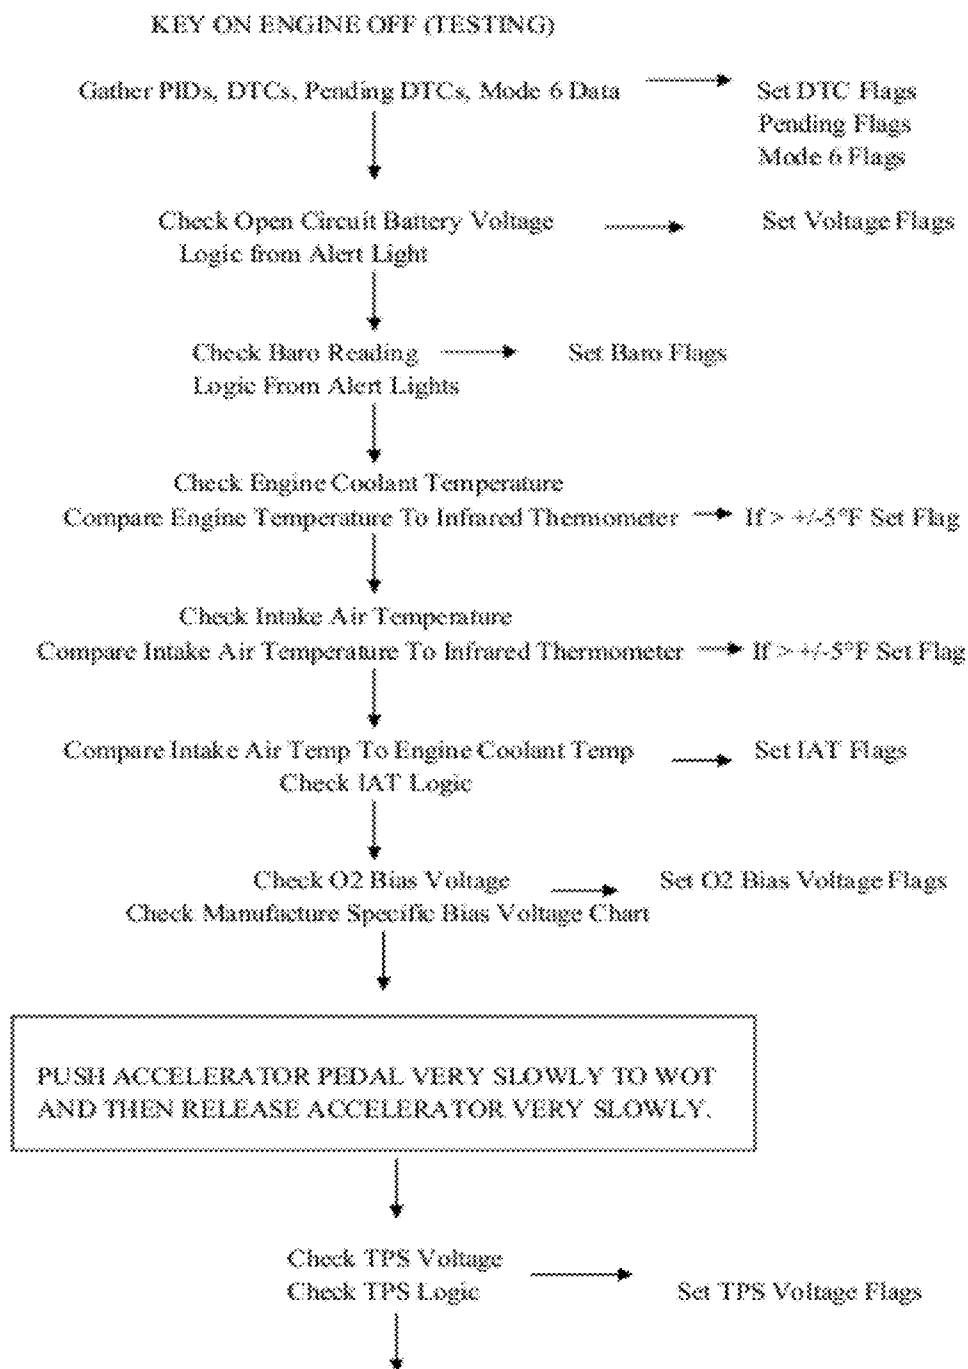 KEY ON ENGINE OFF (TESTING)
Gather PIDs, DTCs, Pending DTCs, Mode 6 Data
Set DTC Flags
Pending Flags
Mode 6 Flags
Check Open Circuit Battery Voltage
Logic from Alert Light
Set Voltage Flags
Check Baro Reading
Logic From Alert Lights
Set Baro Flags
Check Engine Coolant Temperature
Compare Engine Temperature To Infrared Thermometer
If > +/-5°F Set Flag
Check Intake Air Temperature
Compare Intake Air Temperature To Infrared Thermometer
If > +/-5°F Set Flag
Compare Intake Air Temp To Engine Coolant Temp
Check IAT Logic
Set IAT Flags
Check O2 Bias Voltage
Check Manufacture Specific Bias Voltage Chart
Set O2 Bias Voltage Flags
PUSH ACCELERATOR PEDAL VERY SLOWLY TO WOT
AND THEN RELEASE ACCELERATOR VERY SLOWLY.
Check TPS Voltage
Check TPS Logic
Set TPS Voltage Flags